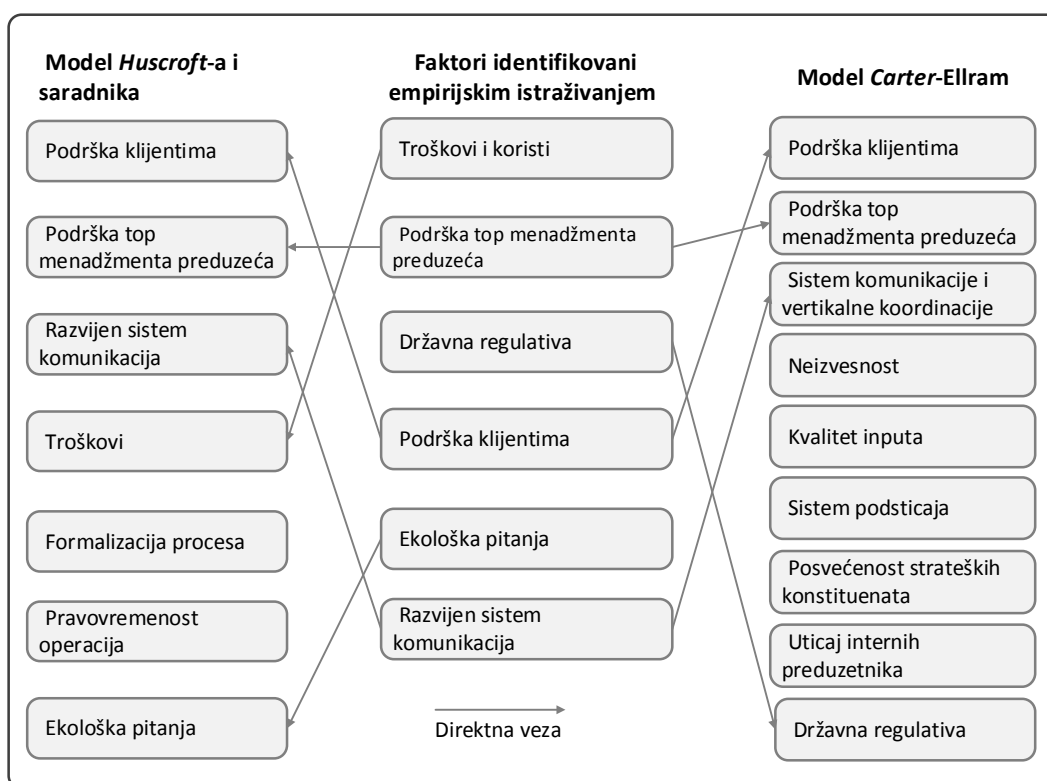 Model Huscroft-a i
saradnika
Podrška klijentima
Podrška top
menadžmenta preduzeća
Razvijen sistem
komunikacija
Troškovi
Formalizacija procesa
Pravovremenost
operacija
Ekološka pitanja
Faktori identifikovani
empirijskim istraživanjem
Troškovi i koristi
Podrška top menadžmenta
preduzeća
Državna regulativa
Podrška klijentima
Ekološka pitanja
Razvijen sistem
komunikacija
Direktna veza
Model Carter-Ellram
Podrška klijentima
Podrška top
menadžmenta preduzeća
Sistem komunikacije i
vertikalne koordinacije
Neizvesnost
Kvalitet inputa
Sistem podsticaja
Posvećenost strateških
konstituenata
Uticaj internih
preduzetnika
Državna regulativa